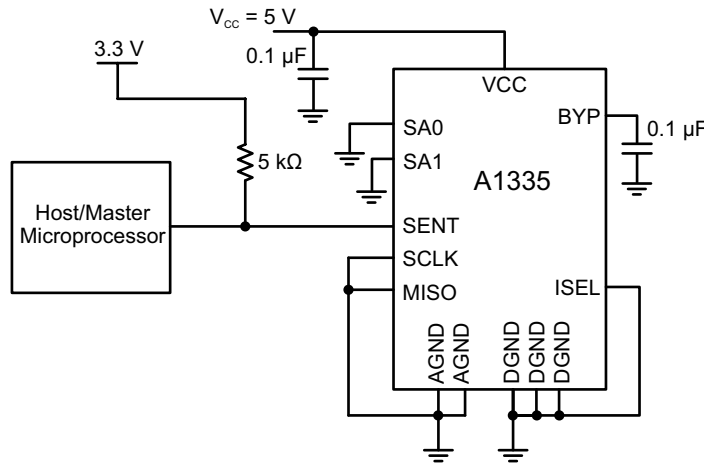 V_CC = 5 V
3.3 V
0.1 µF
VCC
BYP
0.1 µF
SA0
SA1
5 kΩ
A1335
Host/Master
Microprocessor
SENT
SCLK
MISO
ISEL
AGND
AGND
DGND
DGND
DGND